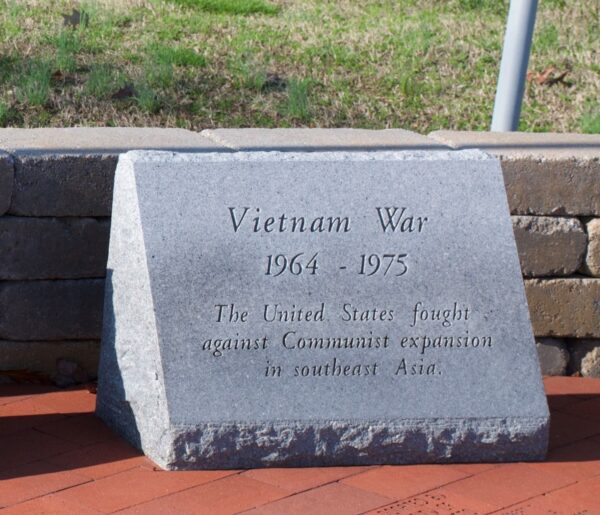 Vietnam War
1964 - 1975
The United States fought
against Communist expansion
in southeast Asia.